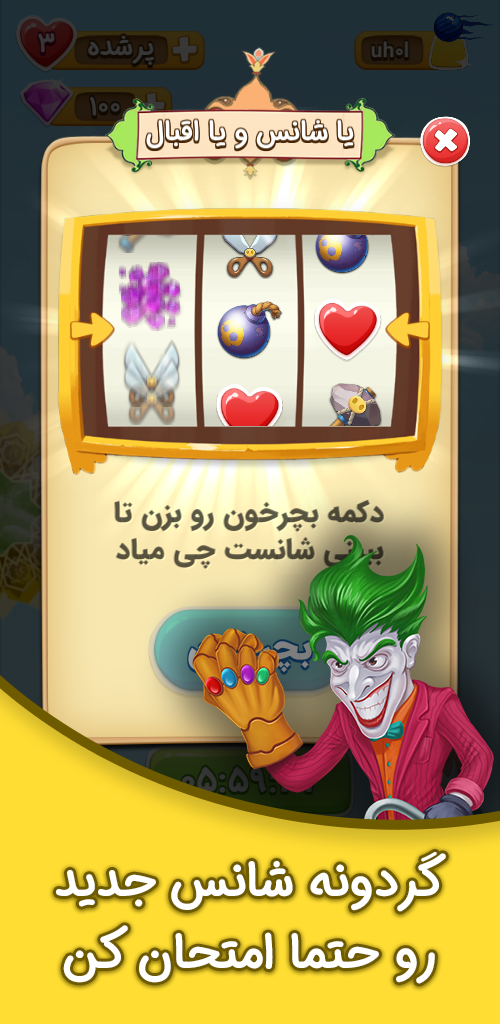 ۳
پرشده
۱۰۰
یا شانس و یا اقبال
دکمه بچرخون رو بزن تا
ببینی شانست چی میاد
گردونه شانس جدید
رو حتما امتحان کن